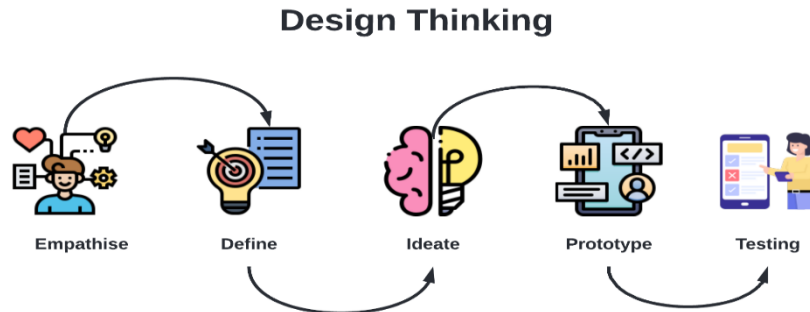 Design Thinking
</>
Empathise
Define
Ideate
Prototype
Testing